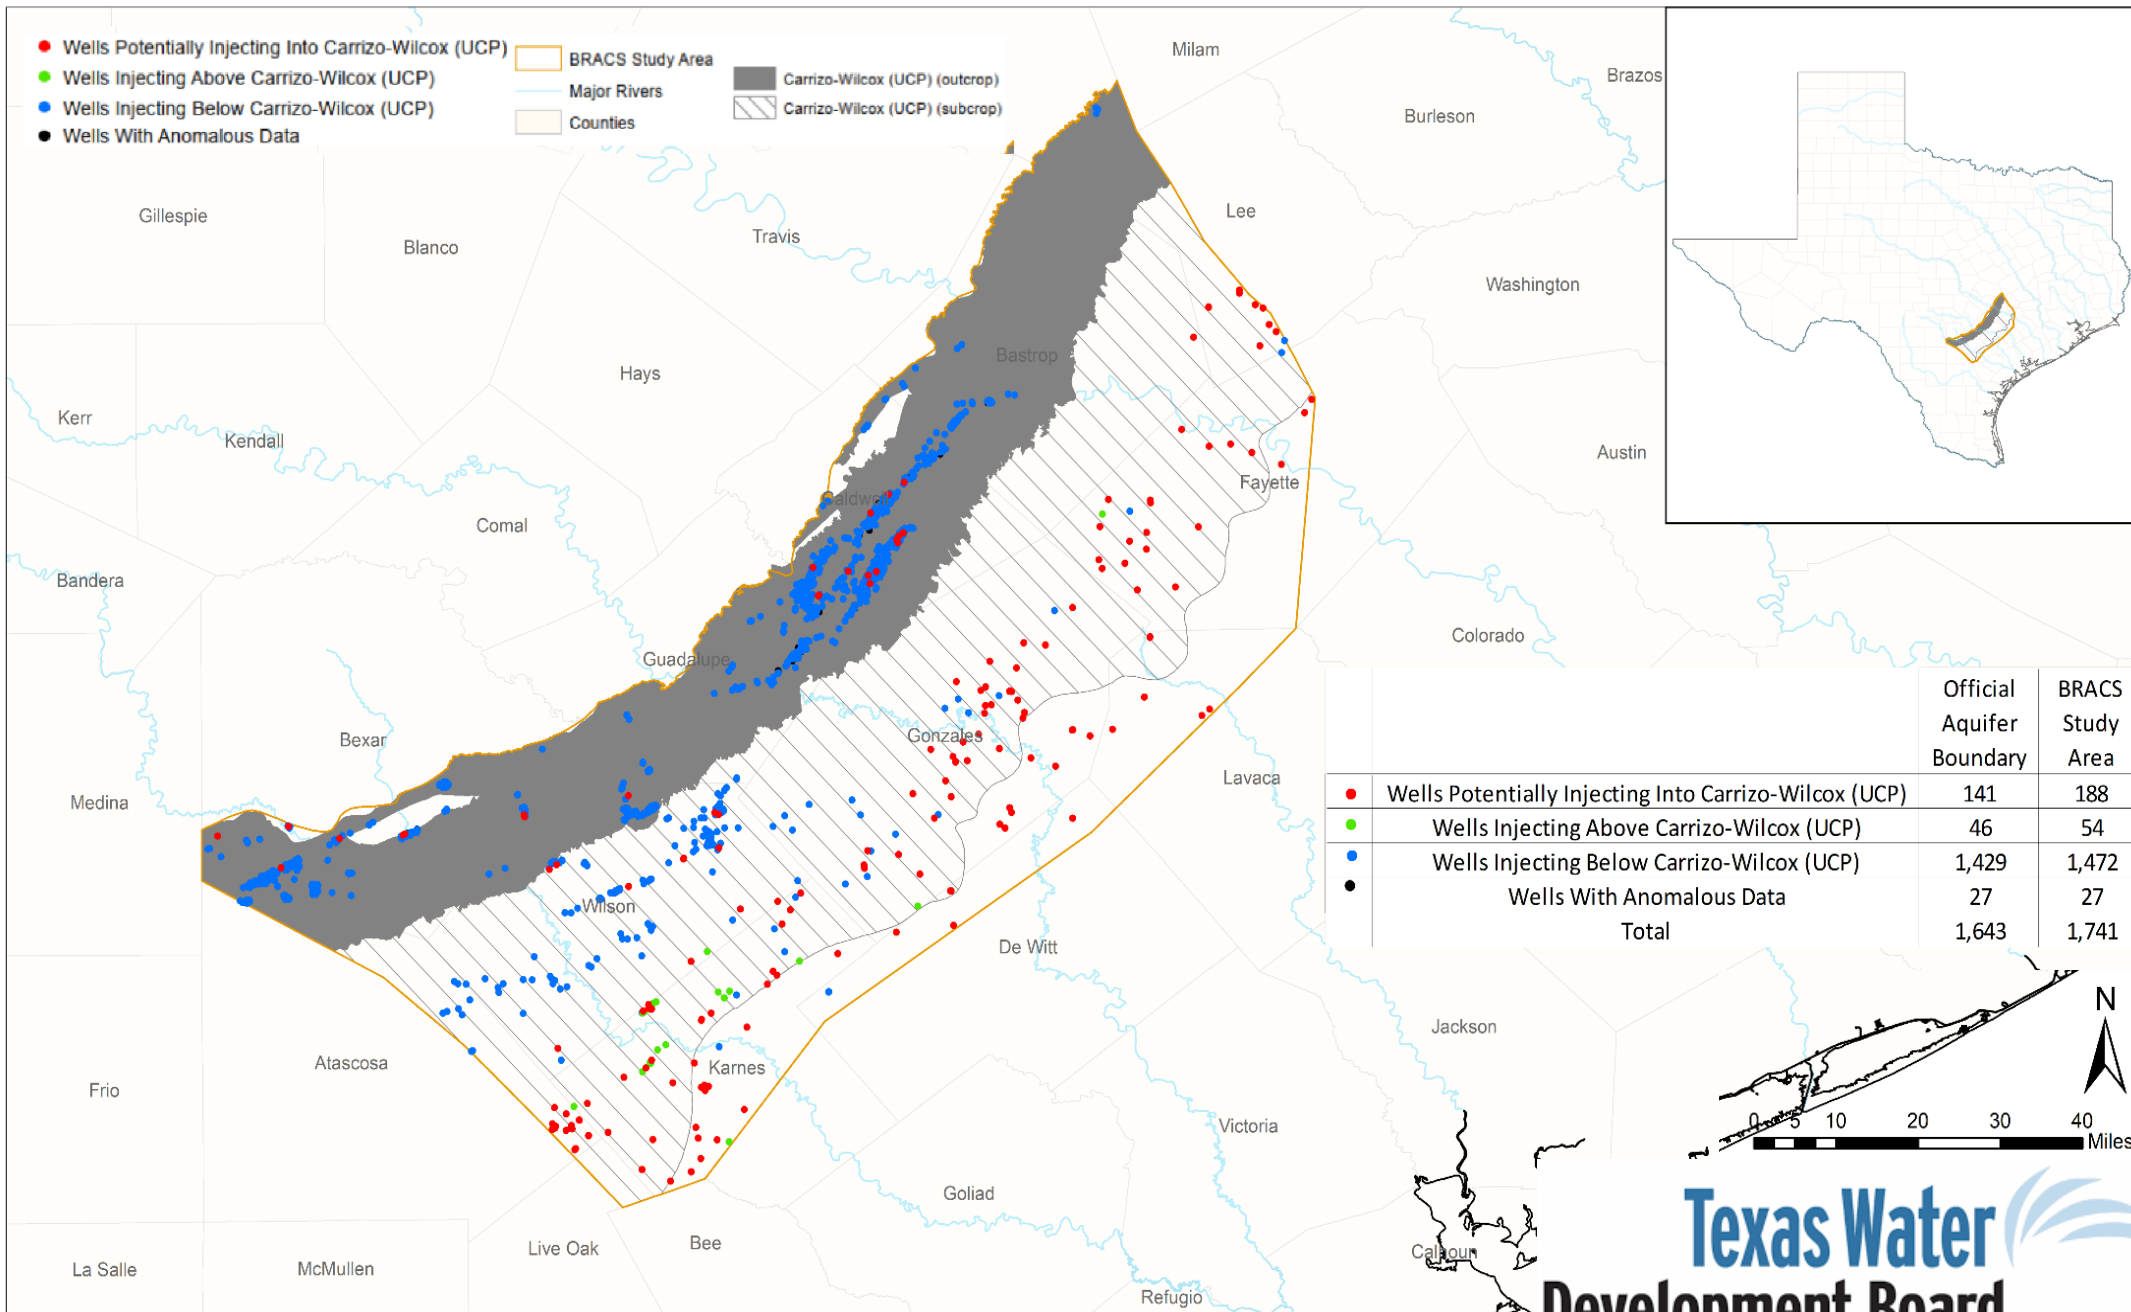 Wells Potentially Injecting Into Carrizo-Wilcox (UCP)
Wells Injecting Above Carrizo-Wilcox (UCP)
Wells Injecting Below Carrizo-Wilcox (UCP)
Wells With Anomalous Data
BRACS Study Area
Major Rivers
Counties
Carrizo-Wilcox (UCP) (outcrop)
Carrizo-Wilcox (UCP) (subcrop)
Milam
Brazos
Burleson
Gillespie
Blanco
Travis
Lee
Washington
Hays
Bastrop
Kerr
Kendall
Austin
Fayette
Caldwell
Comal
Bandera
Colorado
Guadalupe
Bexar
Gonzales
Medina
Lavaca
Wilson
De Witt
Jackson
Atascosa
Karnes
Frio
Victoria
Goliad
Live Oak
Bee
Calhoun
La Salle
McMullen
Refugio
Official Aquifer Boundary BRACS Study Area
Wells Potentially Injecting Into Carrizo-Wilcox (UCP) 141 188
Wells Injecting Above Carrizo-Wilcox (UCP) 46 54
Wells Injecting Below Carrizo-Wilcox (UCP) 1,429 1,472
Wells With Anomalous Data 27 27
Total 1,643 1,741
N
0 5 10 20 30 40
Miles
Texas Water
Development Board